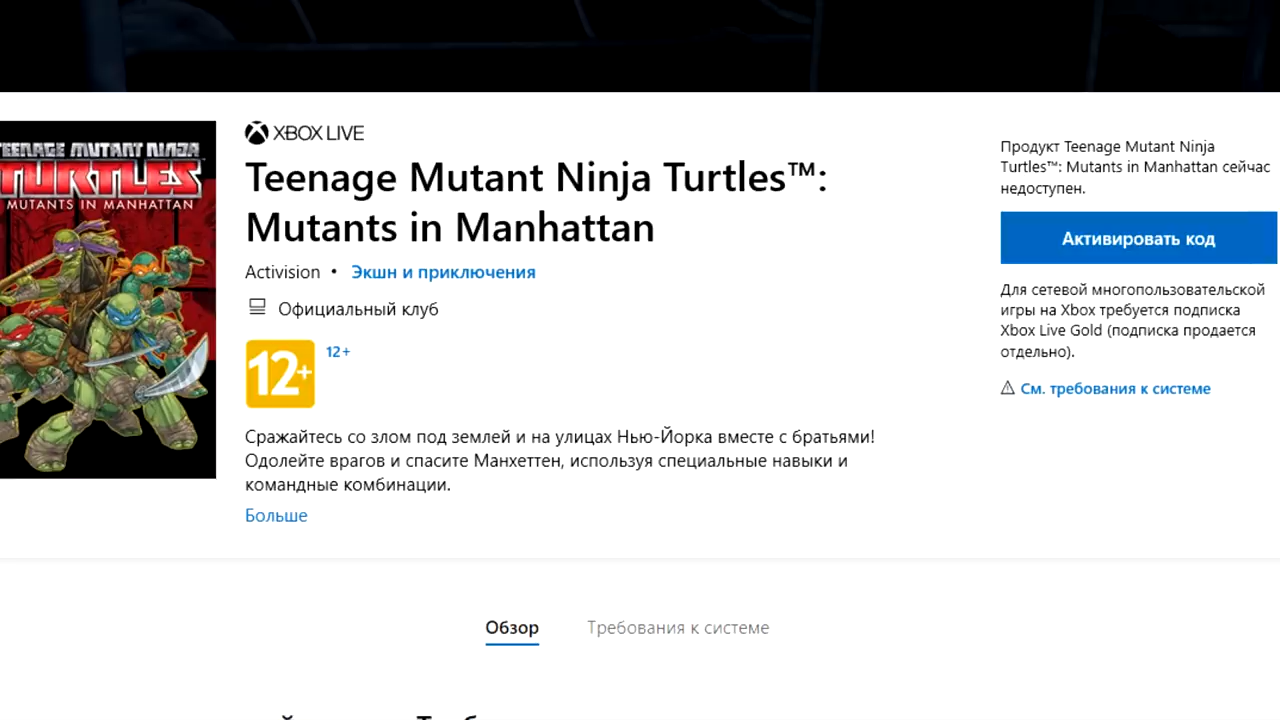 TEENAGE MUTANT NINJA
TURTLES
MUTANTS IN MANHATTAN
XBOX LIVE
Teenage Mutant Ninja Turtles™:
Mutants in Manhattan
Activision • Экшн и приключения
Официальный клуб
12+
12+
Сражайтесь со злом под землей и на улицах Нью-Йорка вместе с братьями!
Одолейте врагов и спасите Манхеттен, используя специальные навыки и
командные комбинации.
Больше
Продукт Teenage Mutant Ninja
Turtles™: Mutants in Manhattan сейчас
недоступен.
Активировать код
Для сетевой многопользовательской
игры на Xbox требуется подписка
Xbox Live Gold (подписка продается
отдельно).
См. требования к системе
Обзор
Требования к системе